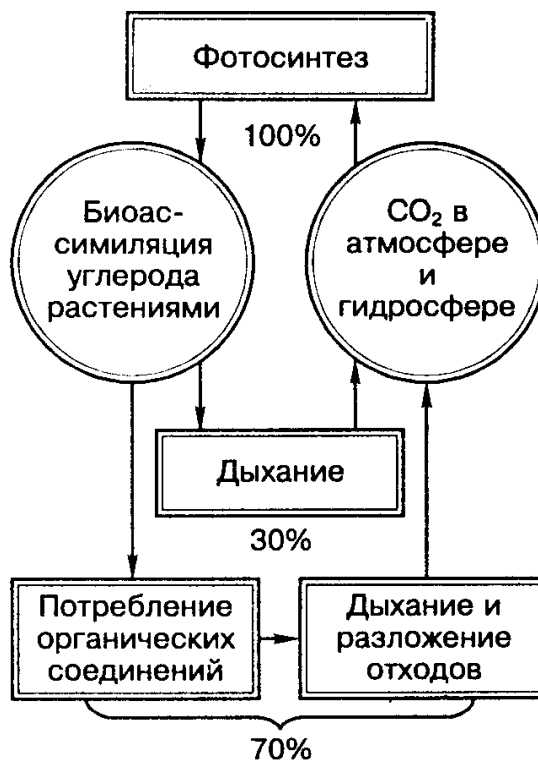 Фотосинтез
100%
Биоас-
симиляция
углерода
растениями
CO₂ в
атмосфере
и
гидросфере
Дыхание
30%
Потребление
органических
соединений
Дыхание и
разложение
отходов
70%